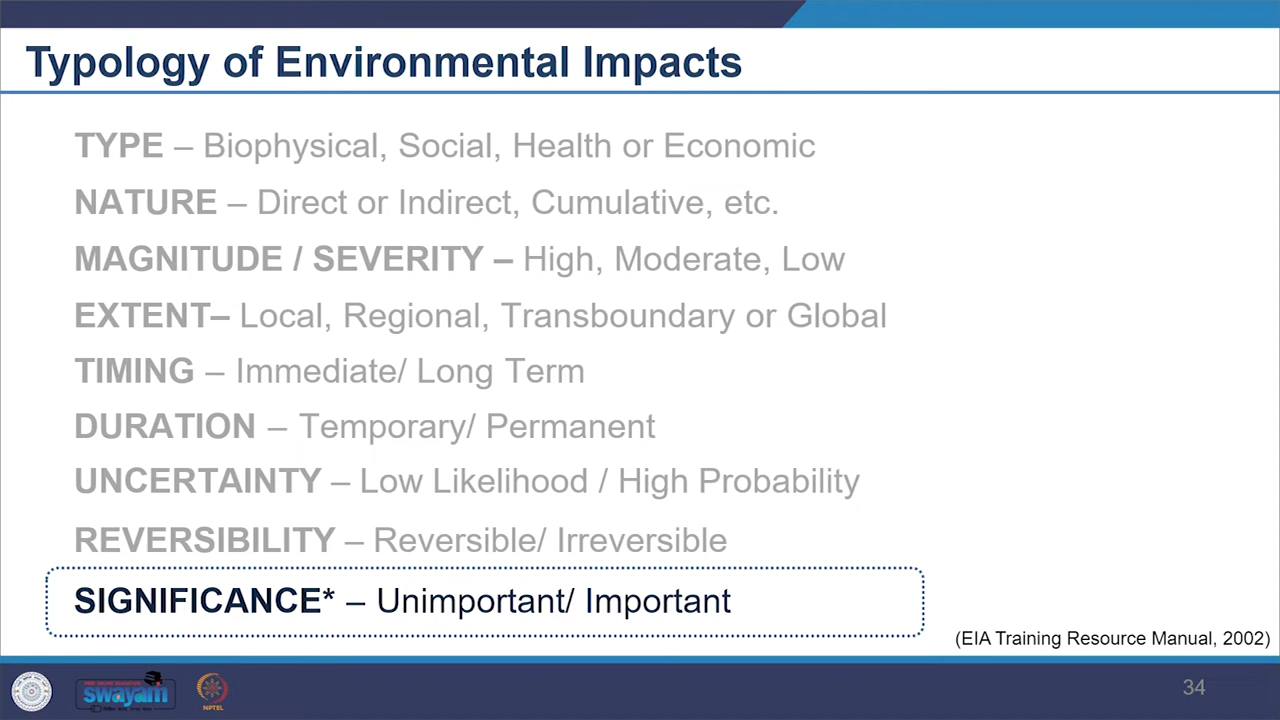 Typology of Environmental Impacts
TYPE – Biophysical, Social, Health or Economic
NATURE – Direct or Indirect, Cumulative, etc.
MAGNITUDE / SEVERITY – High, Moderate, Low
EXTENT– Local, Regional, Transboundary or Global
TIMING – Immediate/ Long Term
DURATION – Temporary/ Permanent
UNCERTAINTY – Low Likelihood / High Probability
REVERSIBILITY – Reversible/ Irreversible
SIGNIFICANCE* – Unimportant/ Important
(EIA Training Resource Manual, 2002)
swayam
NPTEL
34